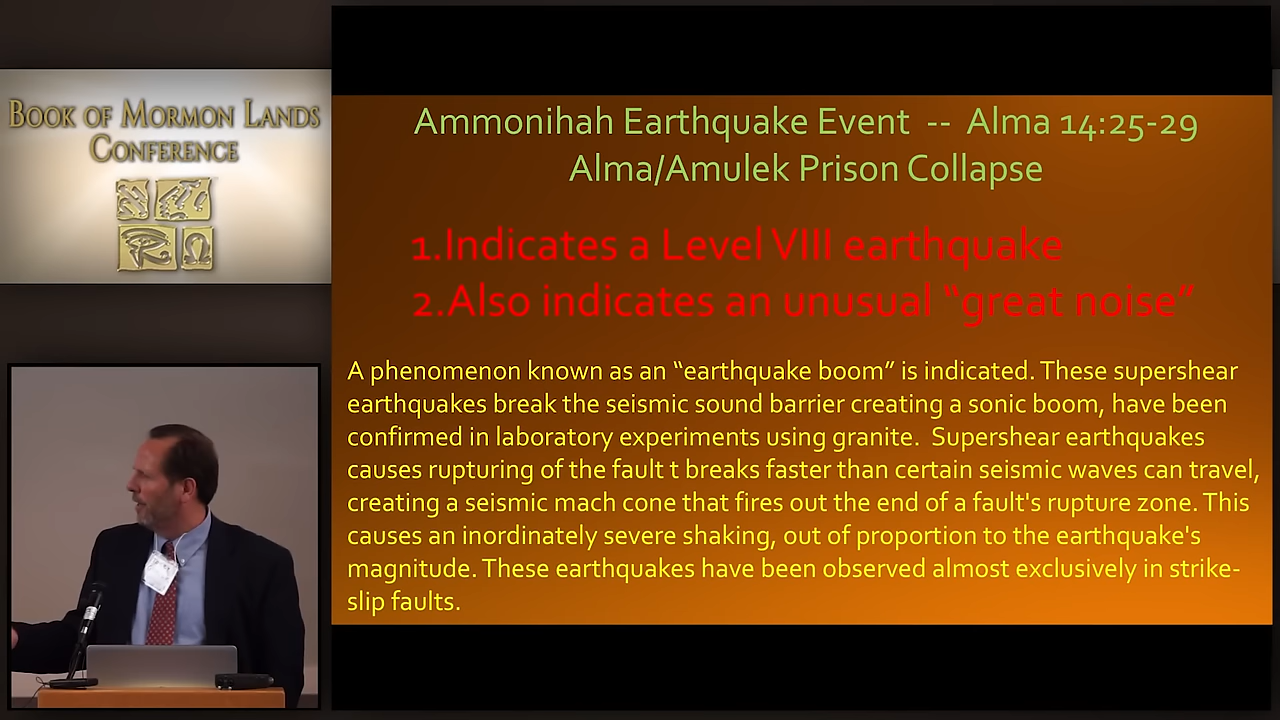 BOOK OF MORMON LANDS
CONFERENCE
Ammonihah Earthquake Event -- Alma 14:25-29
Alma/Amulek Prison Collapse
1.Indicates a Level VIII earthquake
2.Also indicates an unusual “great noise”
A phenomenon known as an “earthquake boom” is indicated. These supershear
earthquakes break the seismic sound barrier creating a sonic boom, have been
confirmed in laboratory experiments using granite.  Supershear earthquakes
causes rupturing of the fault t breaks faster than certain seismic waves can travel,
creating a seismic mach cone that fires out the end of a fault's rupture zone. This
causes an inordinately severe shaking, out of proportion to the earthquake's
magnitude. These earthquakes have been observed almost exclusively in strike-
slip faults.